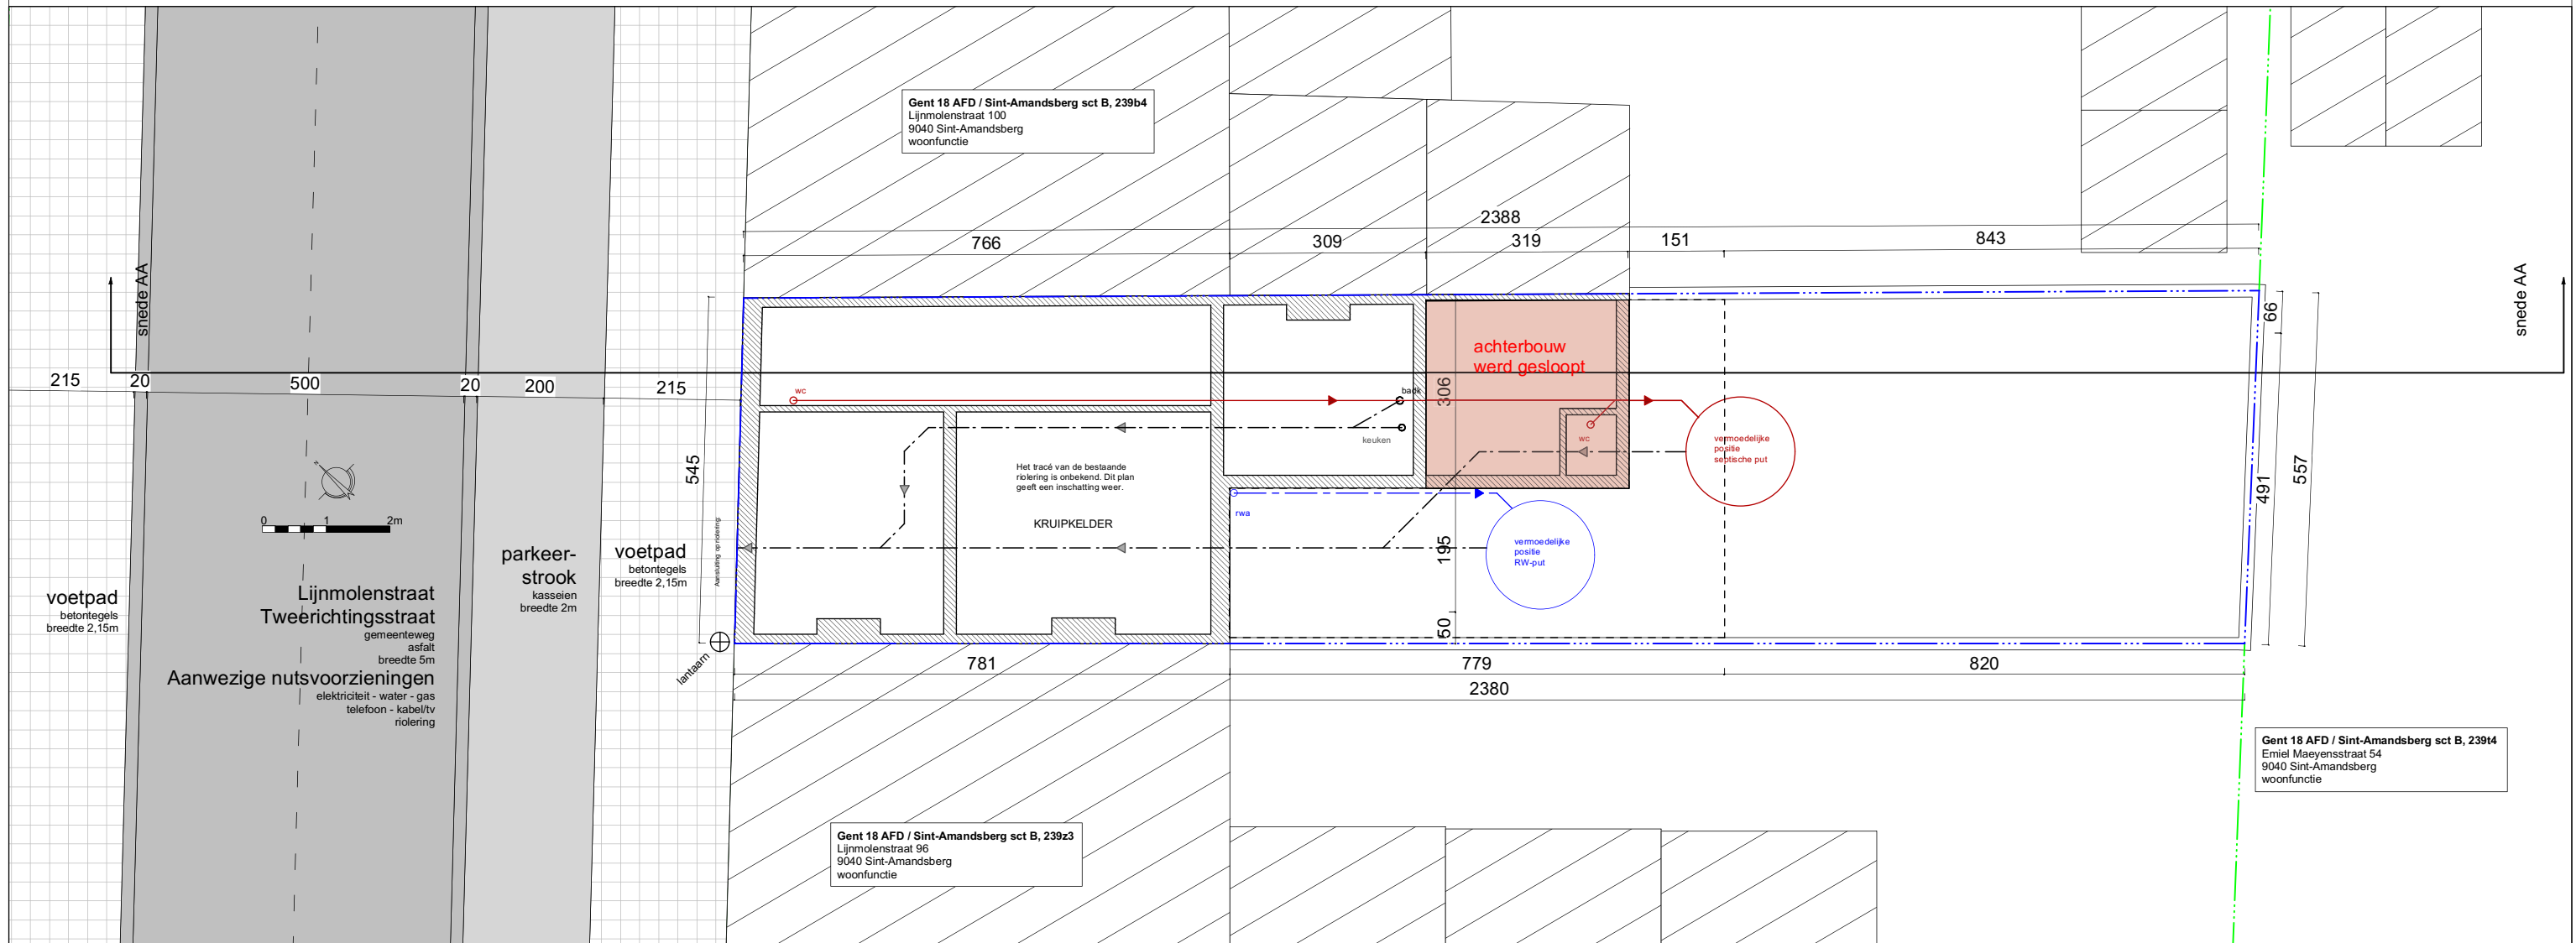 Gent 18 AFD / Sint-Amandsberg sct B, 239b4
Lijnmolenstraat 100
9040 Sint-Amandsberg
woonfunctie
2388
766
309
319
151
843
snede AA
snede AA
215
20
500
20
200
215
achterbouw
werd gesloopt
66
wc
badk
306
keuken
wc
vermoedelijke
positie
septische put
545
Het tracé van de bestaande
riolering is onbekend. Dit plan
geeft een inschatting weer.
KRUIPKELDER
491
557
0 1 2m
rwa
Aansluiting op riolering:
vermoedelijke
positie
RW-put
195
50
parkeer-
strook
kasseien
breedte 2m
voetpad
betontegels
breedte 2,15m
voetpad
betontegels
breedte 2,15m
Lijnmolenstraat
Tweerichtingsstraat
gemeenteweg
asfalt
breedte 5m
Aanwezige nutsvoorzieningen
elektriciteit - water - gas
telefoon - kabel/tv
riolering
lantaarn
781
779
820
2380
Gent 18 AFD / Sint-Amandsberg sct B, 239t4
Emiel Maeyensstraat 54
9040 Sint-Amandsberg
woonfunctie
Gent 18 AFD / Sint-Amandsberg sct B, 239z3
Lijnmolenstraat 96
9040 Sint-Amandsberg
woonfunctie